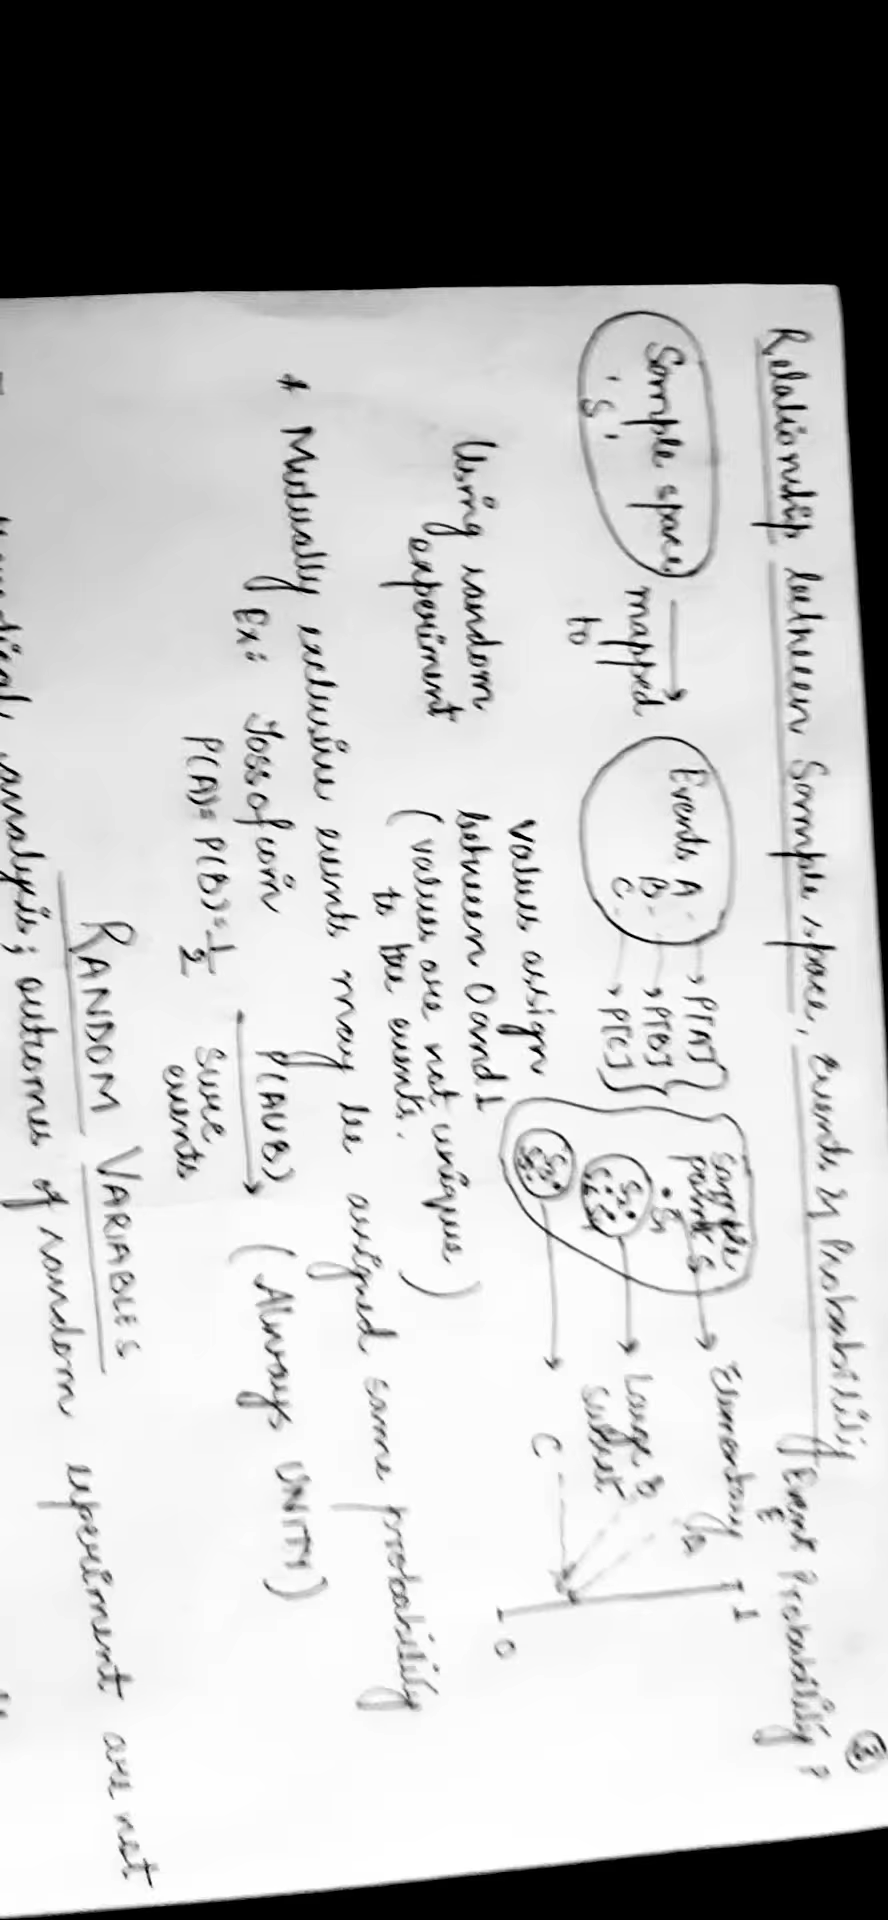 3
Relationship between Sample space, events & Probability
Event Probability P
E
Sample space
'S'
mapped
to
Events A
B
C
P[A]
P[B]
P[C]
sample
points
S1
S2
Elementary
Large B
subset
C
1
0
Using random
experiment
values assign
between 0 and 1
(values are not unique)
to the events.
* Mutually exclusive events may be assigned same probability
Ex: Toss of coin
P(A)=P(B)=1/2
P(AUB)
Sure
events
(Always UNITY)
RANDOM VARIABLES
analysis; outcomes of random experiment are not